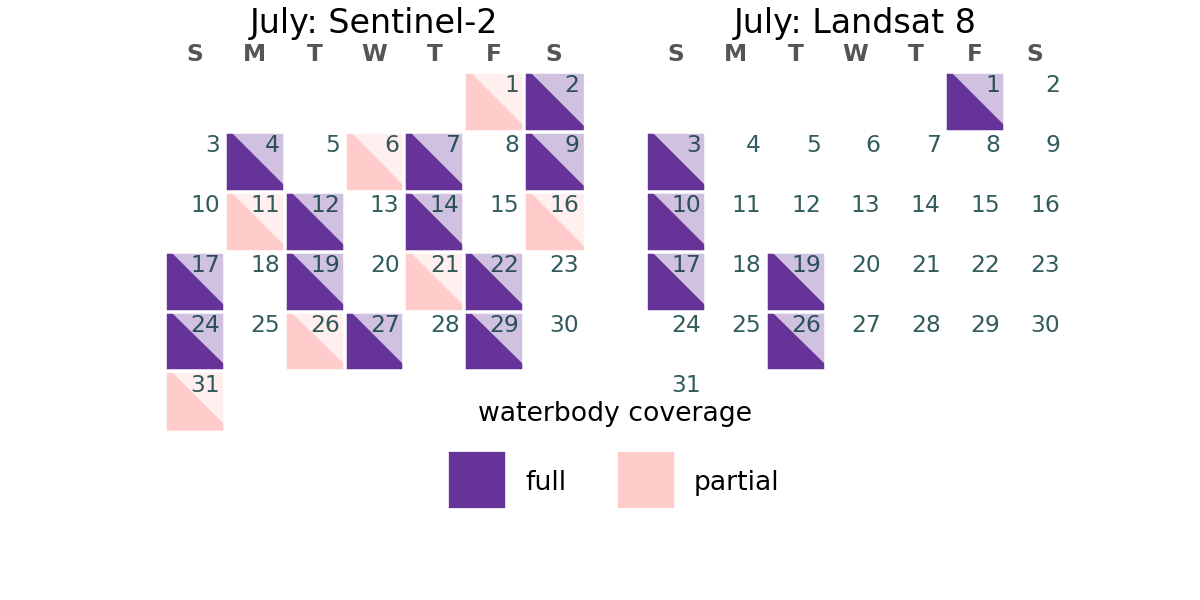 July: Sentinel-2
S M T W T F S
1 2
3 4 5 6 7 8 9
10 11 12 13 14 15 16
17 18 19 20 21 22 23
24 25 26 27 28 29 30
31
July: Landsat 8
S M T W T F S
1 2
3 4 5 6 7 8 9
10 11 12 13 14 15 16
17 18 19 20 21 22 23
24 25 26 27 28 29 30
31
waterbody coverage
full partial